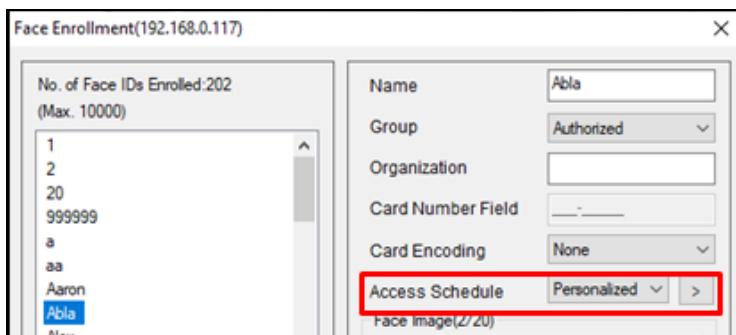 Face Enrollment(192.168.0.117)
No. of Face IDs Enrolled:202
(Max. 10000)
1
2
20
999999
a
aa
Aaron
Abla
Name Abla
Group Authorized
Organization
Card Number Field ___-_____
Card Encoding None
Access Schedule Personalized >
Face Image(2/20)